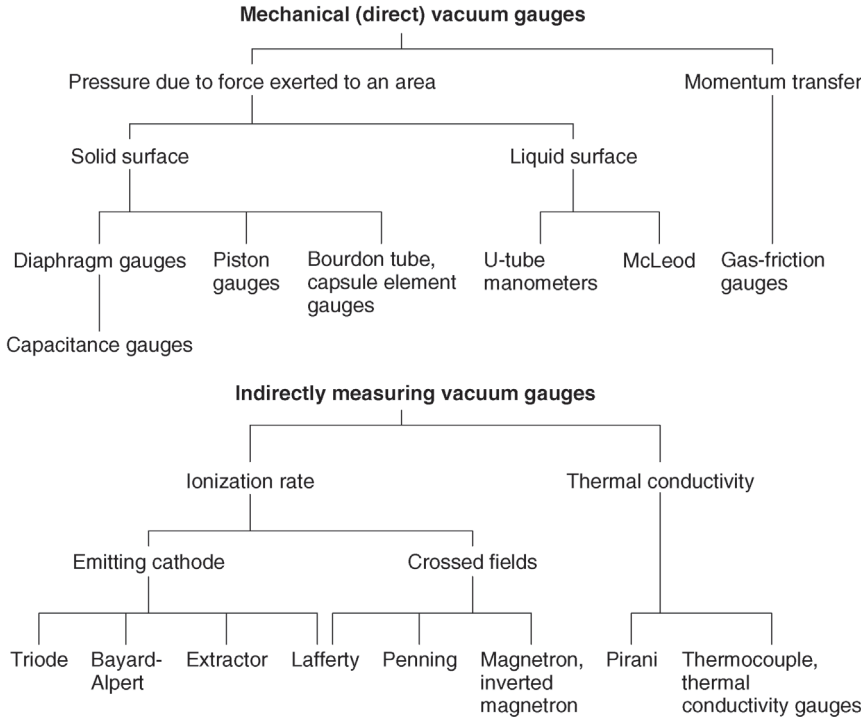 Mechanical (direct) vacuum gauges
Pressure due to force exerted to an area
Momentum transfer
Solid surface
Liquid surface
Diaphragm gauges
Piston
gauges
Bourdon tube,
capsule element
gauges
U-tube
manometers
McLeod
Gas-friction
gauges
Capacitance gauges
Indirectly measuring vacuum gauges
Ionization rate
Thermal conductivity
Emitting cathode
Crossed fields
Triode
Bayard-
Alpert
Extractor
Lafferty
Penning
Magnetron,
inverted
magnetron
Pirani
Thermocouple,
thermal
conductivity gauges